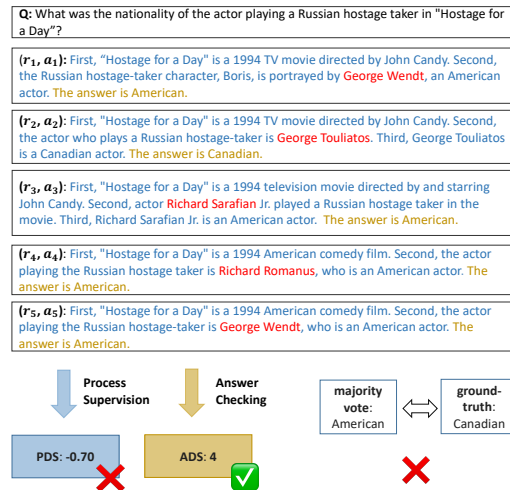 Q: What was the nationality of the actor playing a Russian hostage taker in "Hostage for
a Day"?
(r₁, a₁): First, "Hostage for a Day" is a 1994 TV movie directed by John Candy. Second,
the Russian hostage-taker character, Boris, is portrayed by George Wendt, an American
actor. The answer is American.
(r₂, a₂): First, "Hostage for a Day" is a 1994 TV movie directed by John Candy. Second,
the actor who plays a Russian hostage-taker is George Touliatos. Third, George Touliatos
is a Canadian actor. The answer is Canadian.
(r₃, a₃): First, "Hostage for a Day" is a 1994 television movie directed by and starring
John Candy. Second, actor Richard Sarafian Jr. played a Russian hostage taker in the
movie. Third, Richard Sarafian Jr. is an American actor. The answer is American.
(r₄, a₄): First, "Hostage for a Day" is a 1994 American comedy film. Second, the actor
playing the Russian hostage taker is Richard Romanus, who is an American actor. The
answer is American.
(r₅, a₅): First, "Hostage for a Day" is a 1994 American comedy film. Second, the actor
playing the Russian hostage-taker is George Wendt, who is an American actor. The
answer is American.
Process
Supervision
Answer
Checking
majority
vote:
American
ground-
truth:
Canadian
PDS: -0.70
ADS: 4